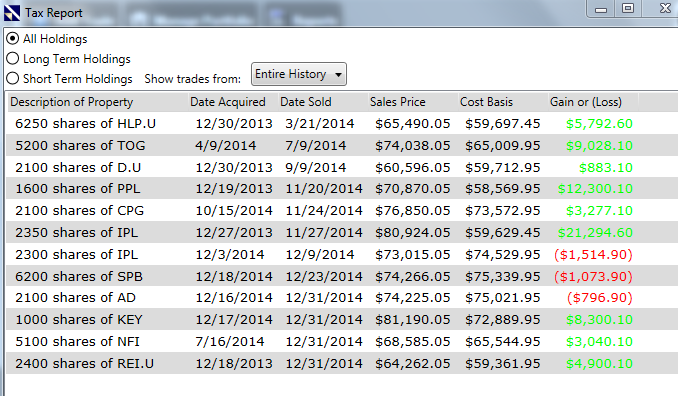 Tax Report
All Holdings
Long Term Holdings
Short Term Holdings Show trades from: Entire History
Description of Property Date Acquired Date Sold Sales Price Cost Basis Gain or (Loss)
6250 shares of HLP.U 12/30/2013 3/21/2014 $65,490.05 $59,697.45 $5,792.60
5200 shares of TOG 4/9/2014 7/9/2014 $74,038.05 $65,009.95 $9,028.10
2100 shares of D.U 12/30/2013 9/9/2014 $60,596.05 $59,712.95 $883.10
1600 shares of PPL 12/19/2013 11/20/2014 $70,870.05 $58,569.95 $12,300.10
2100 shares of CPG 10/15/2014 11/24/2014 $76,850.05 $73,572.95 $3,277.10
2350 shares of IPL 12/27/2013 11/27/2014 $80,924.05 $59,629.45 $21,294.60
2300 shares of IPL 12/3/2014 12/9/2014 $73,015.05 $74,529.95 ($1,514.90)
6200 shares of SPB 12/18/2014 12/23/2014 $74,266.05 $75,339.95 ($1,073.90)
2100 shares of AD 12/16/2014 12/31/2014 $74,225.05 $75,021.95 ($796.90)
1000 shares of KEY 12/17/2014 12/31/2014 $81,190.05 $72,889.95 $8,300.10
5100 shares of NFI 7/16/2014 12/31/2014 $68,585.05 $65,544.95 $3,040.10
2400 shares of REI.U 12/18/2013 12/31/2014 $64,262.05 $59,361.95 $4,900.10